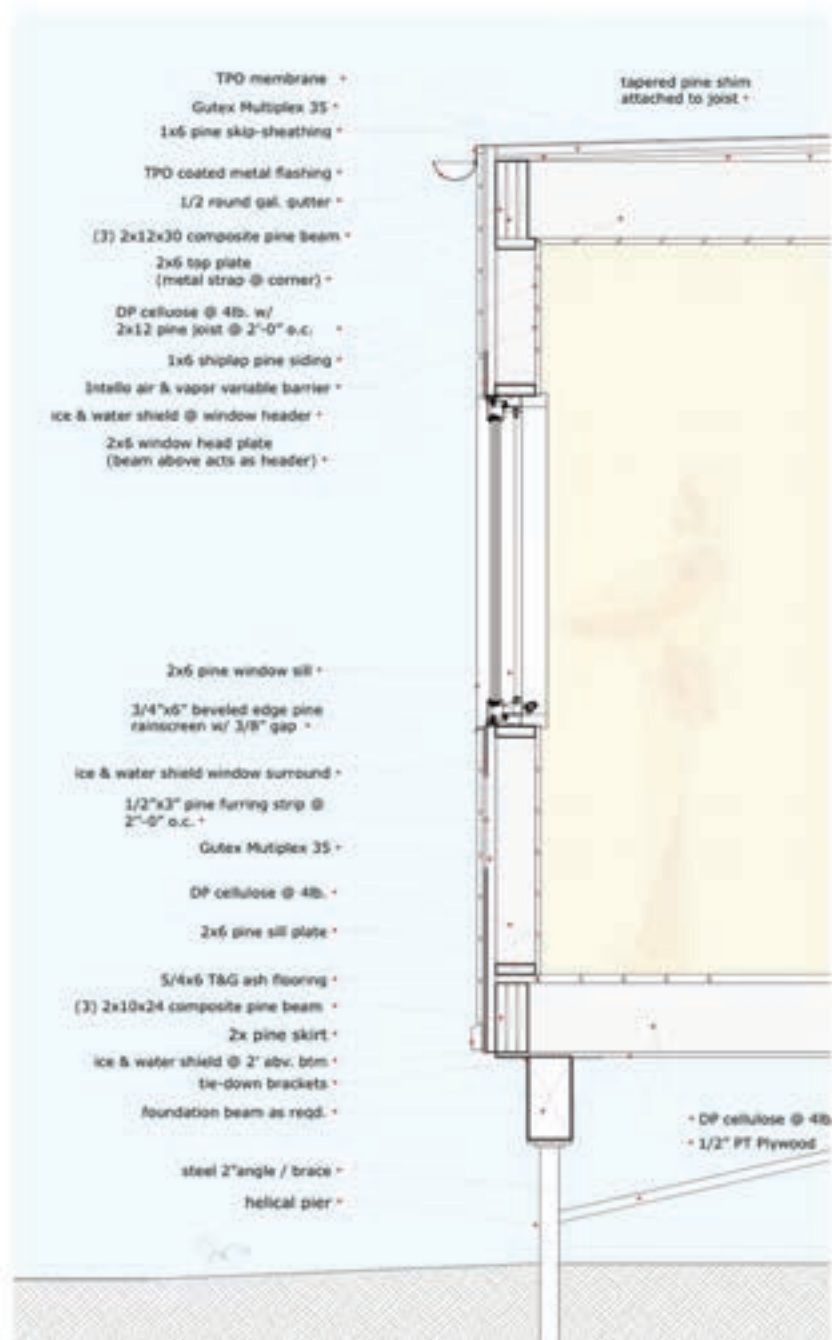 TPO membrane
tapered pine shim
attached to joist
Gutex Multiplex 35
1x6 pine skip-sheathing
TPO coated metal flashing
1/2 round gal. gutter
(3) 2x12x30 composite pine beam
2x6 top plate
(metal strap @ corner)
DP celluose @ 4lb. w/
2x12 pine joist @ 2'-0" o.c.
1x6 shiplap pine siding
Intello air & vapor variable barrier
ice & water shield @ window header
2x6 window head plate
(beam above acts as header)
2x6 pine window sill
3/4"x6" beveled edge pine
rainscreen w/ 3/8" gap
ice & water shield window surround
1/2"x3" pine furring strip @
2"-0" o.c.
Gutex Mutiplex 35
DP cellulose @ 4lb.
2x6 pine sill plate
5/4x6 T&G ash flooring
(3) 2x10x24 composite pine beam
2x pine skirt
ice & water shield @ 2' abv. btm
tie-down brackets
foundation beam as reqd.
DP cellulose @ 4lb
1/2" PT Plywood
steel 2"angle / brace
helical pier